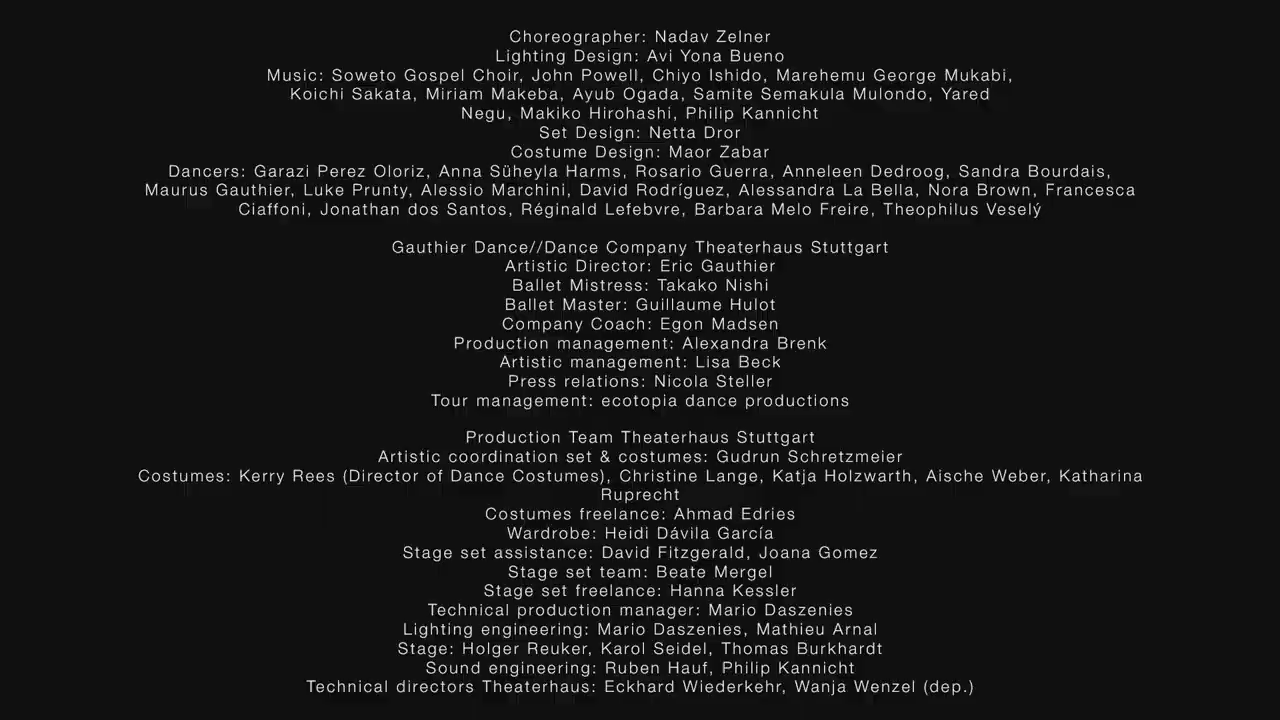 Choreographer: Nadav Zelner
Lighting Design: Avi Yona Bueno
Music: Soweto Gospel Choir, John Powell, Chiyo Ishido, Marehemu George Mukabi,
Koichi Sakata, Miriam Makeba, Ayub Ogada, Samite Semakula Mulondo, Yared
Negu, Makiko Hirohashi, Philip Kannicht
Set Design: Netta Dror
Costume Design: Maor Zabar
Dancers: Garazi Perez Oloriz, Anna Süheyla Harms, Rosario Guerra, Anneleen Dedroog, Sandra Bourdais,
Maurus Gauthier, Luke Prunty, Alessio Marchini, David Rodríguez, Alessandra La Bella, Nora Brown, Francesca
Ciaffoni, Jonathan dos Santos, Réginald Lefebvre, Barbara Melo Freire, Theophilus Veselý
Gauthier Dance//Dance Company Theaterhaus Stuttgart
Artistic Director: Eric Gauthier
Ballet Mistress: Takako Nishi
Ballet Master: Guillaume Hulot
Company Coach: Egon Madsen
Production management: Alexandra Brenk
Artistic management: Lisa Beck
Press relations: Nicola Steller
Tour management: ecotopia dance productions
Production Team Theaterhaus Stuttgart
Artistic coordination set & costumes: Gudrun Schretzmeier
Costumes: Kerry Rees (Director of Dance Costumes), Christine Lange, Katja Holzwarth, Aische Weber, Katharina
Ruprecht
Costumes freelance: Ahmad Edries
Wardrobe: Heidi Dávila García
Stage set assistance: David Fitzgerald, Joana Gomez
Stage set team: Beate Mergel
Stage set freelance: Hanna Kessler
Technical production manager: Mario Daszenies
Lighting engineering: Mario Daszenies, Mathieu Arnal
Stage: Holger Reuker, Karol Seidel, Thomas Burkhardt
Sound engineering: Ruben Hauf, Philip Kannicht
Technical directors Theaterhaus: Eckhard Wiederkehr, Wanja Wenzel (dep.)